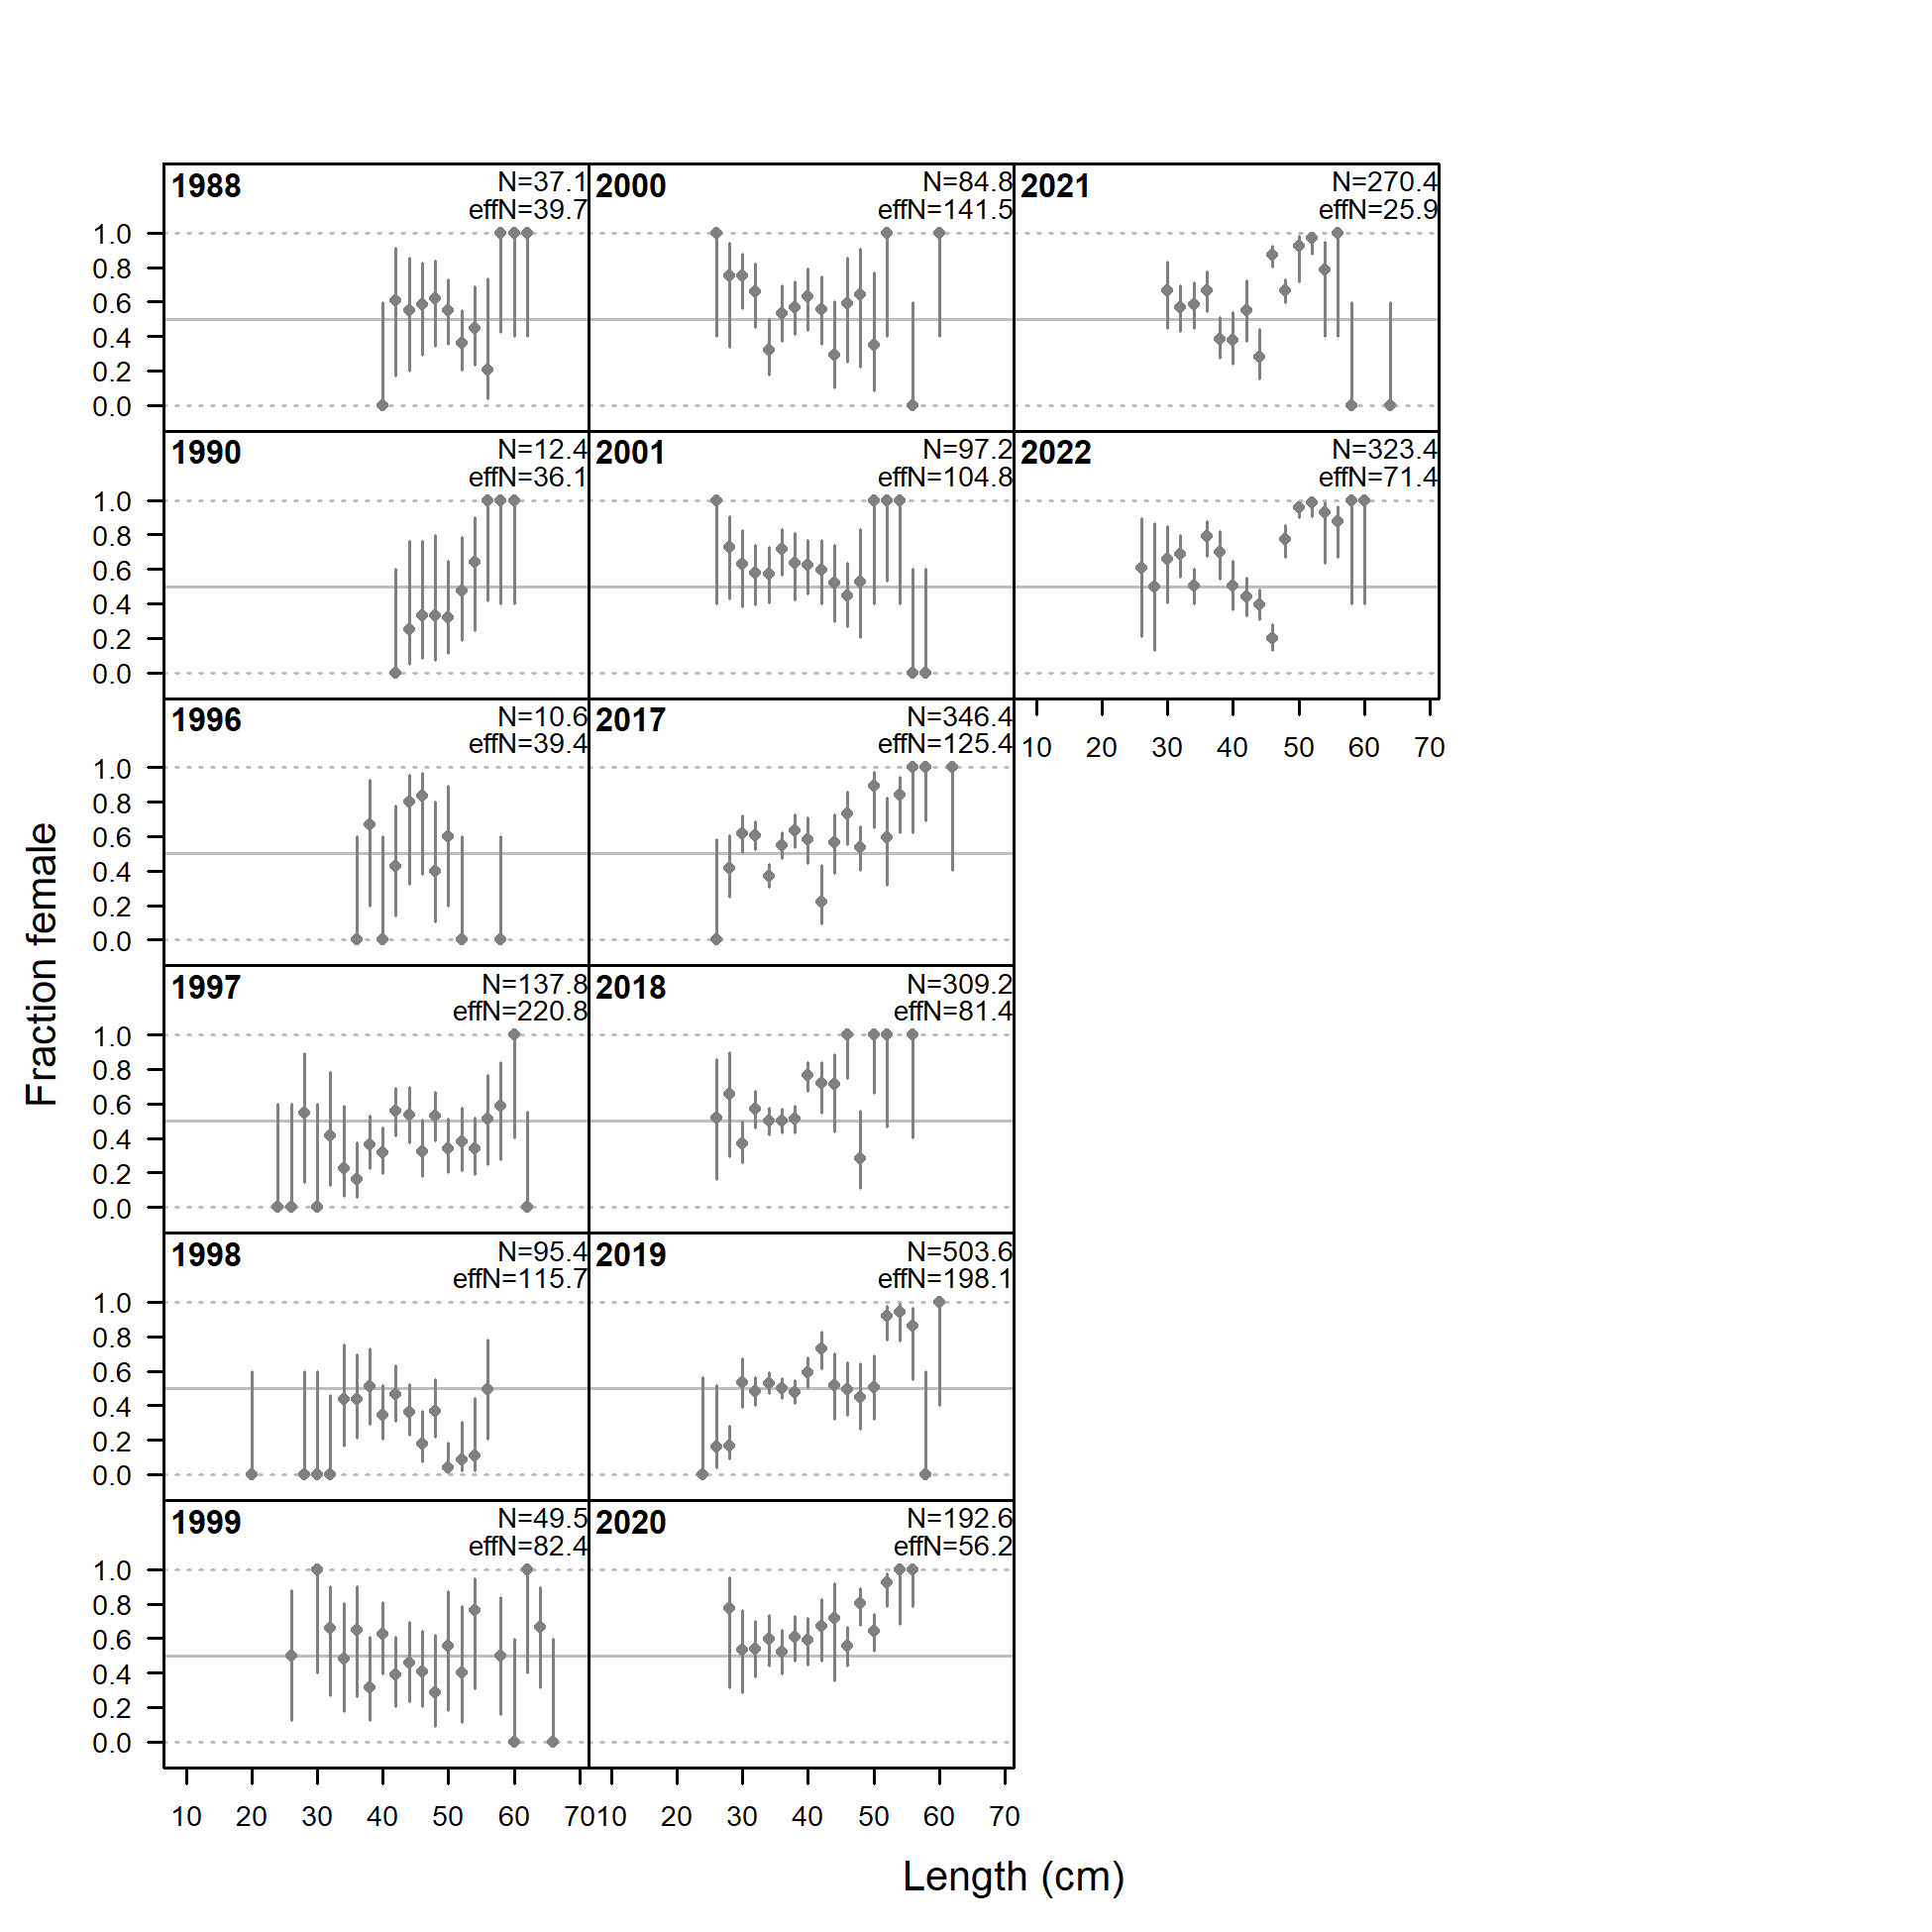 1988
N=37.1
effN=39.7
1.0
0.8
0.6
0.4
0.2
0.0
2000
N=84.8
effN=141.5
2021
N=270.4
effN=25.9
1990
N=12.4
effN=36.1
1.0
0.8
0.6
0.4
0.2
0.0
2001
N=97.2
effN=104.8
2022
N=323.4
effN=71.4
10 20 30 40 50 60 70
1996
N=10.6
effN=39.4
1.0
0.8
0.6
0.4
0.2
0.0
2017
N=346.4
effN=125.4
1997
N=137.8
effN=220.8
1.0
0.8
0.6
0.4
0.2
0.0
2018
N=309.2
effN=81.4
1998
N=95.4
effN=115.7
1.0
0.8
0.6
0.4
0.2
0.0
2019
N=503.6
effN=198.1
1999
N=49.5
effN=82.4
1.0
0.8
0.6
0.4
0.2
0.0
2020
N=192.6
effN=56.2
10 20 30 40 50 60 70
10 20 30 40 50 60 70
Fraction female
Length (cm)